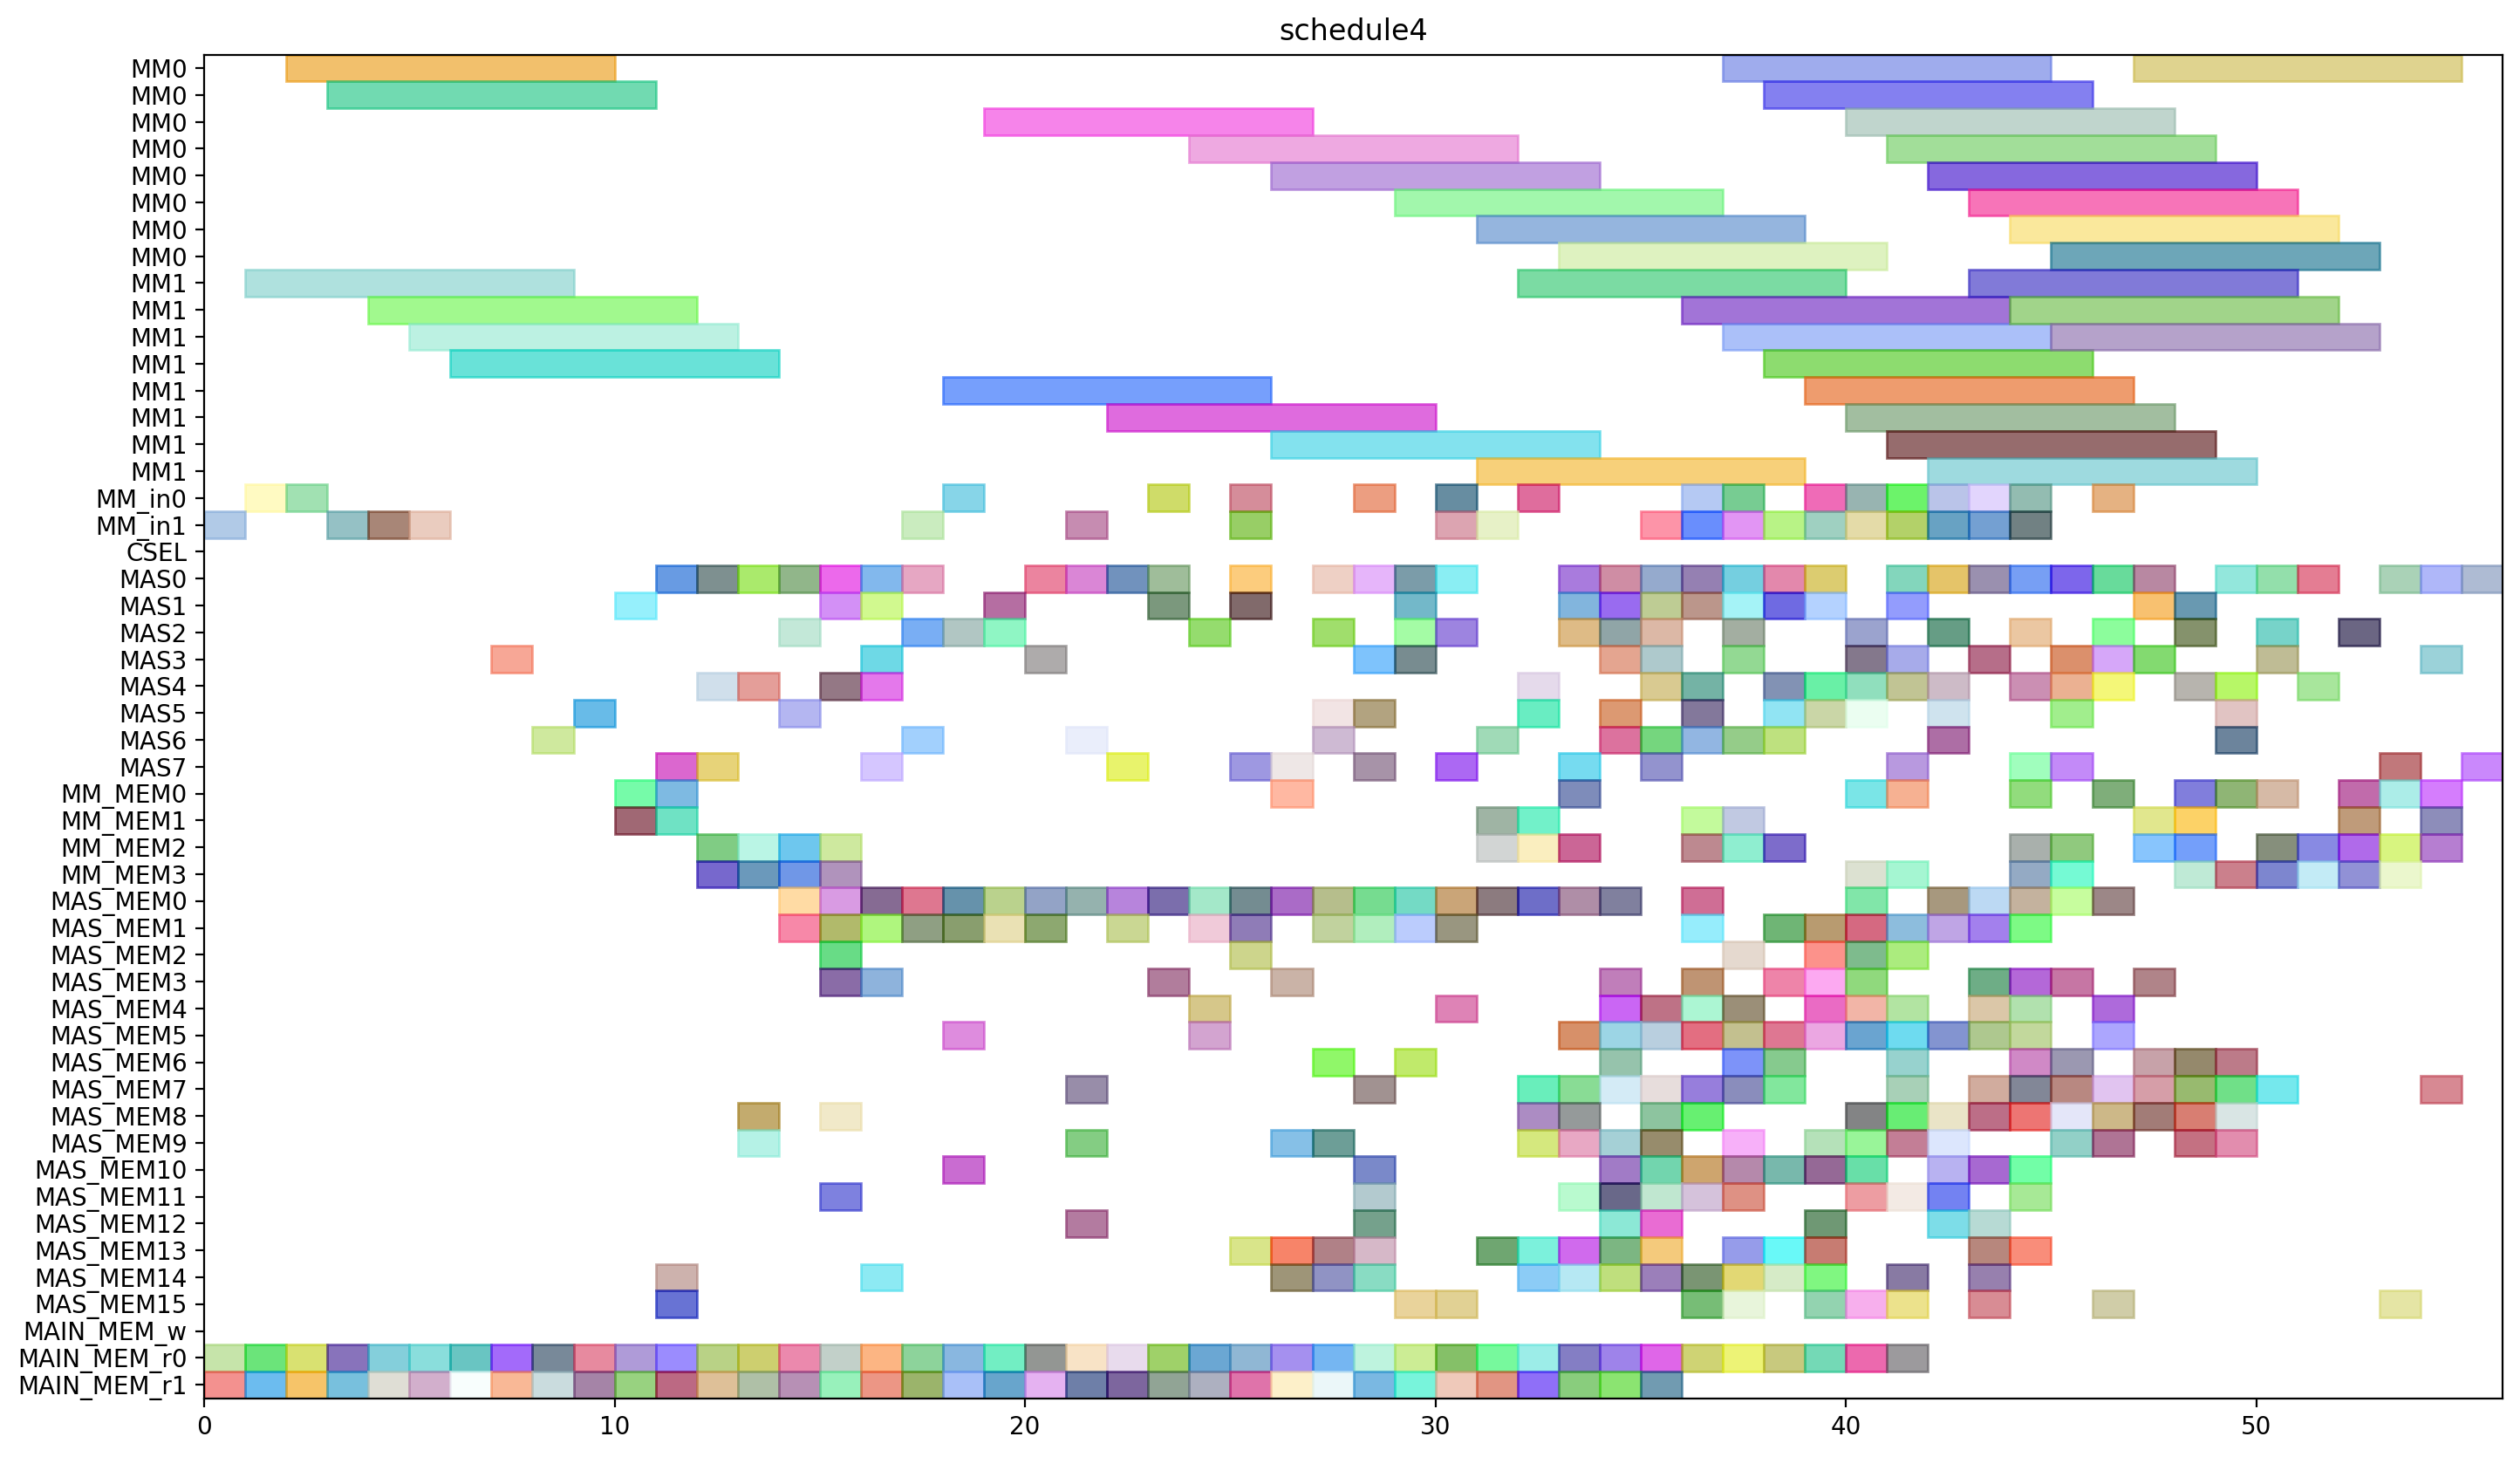 schedule4
MM0
MM0
MM0
MM0
MM0
MM0
MM0
MM0
MM1
MM1
MM1
MM1
MM1
MM1
MM1
MM1
MM_in0
MM_in1
CSEL
MAS0
MAS1
MAS2
MAS3
MAS4
MAS5
MAS6
MAS7
MM_MEM0
MM_MEM1
MM_MEM2
MM_MEM3
MAS_MEM0
MAS_MEM1
MAS_MEM2
MAS_MEM3
MAS_MEM4
MAS_MEM5
MAS_MEM6
MAS_MEM7
MAS_MEM8
MAS_MEM9
MAS_MEM10
MAS_MEM11
MAS_MEM12
MAS_MEM13
MAS_MEM14
MAS_MEM15
MAIN_MEM_w
MAIN_MEM_r0
MAIN_MEM_r1
0 10 20 30 40 50